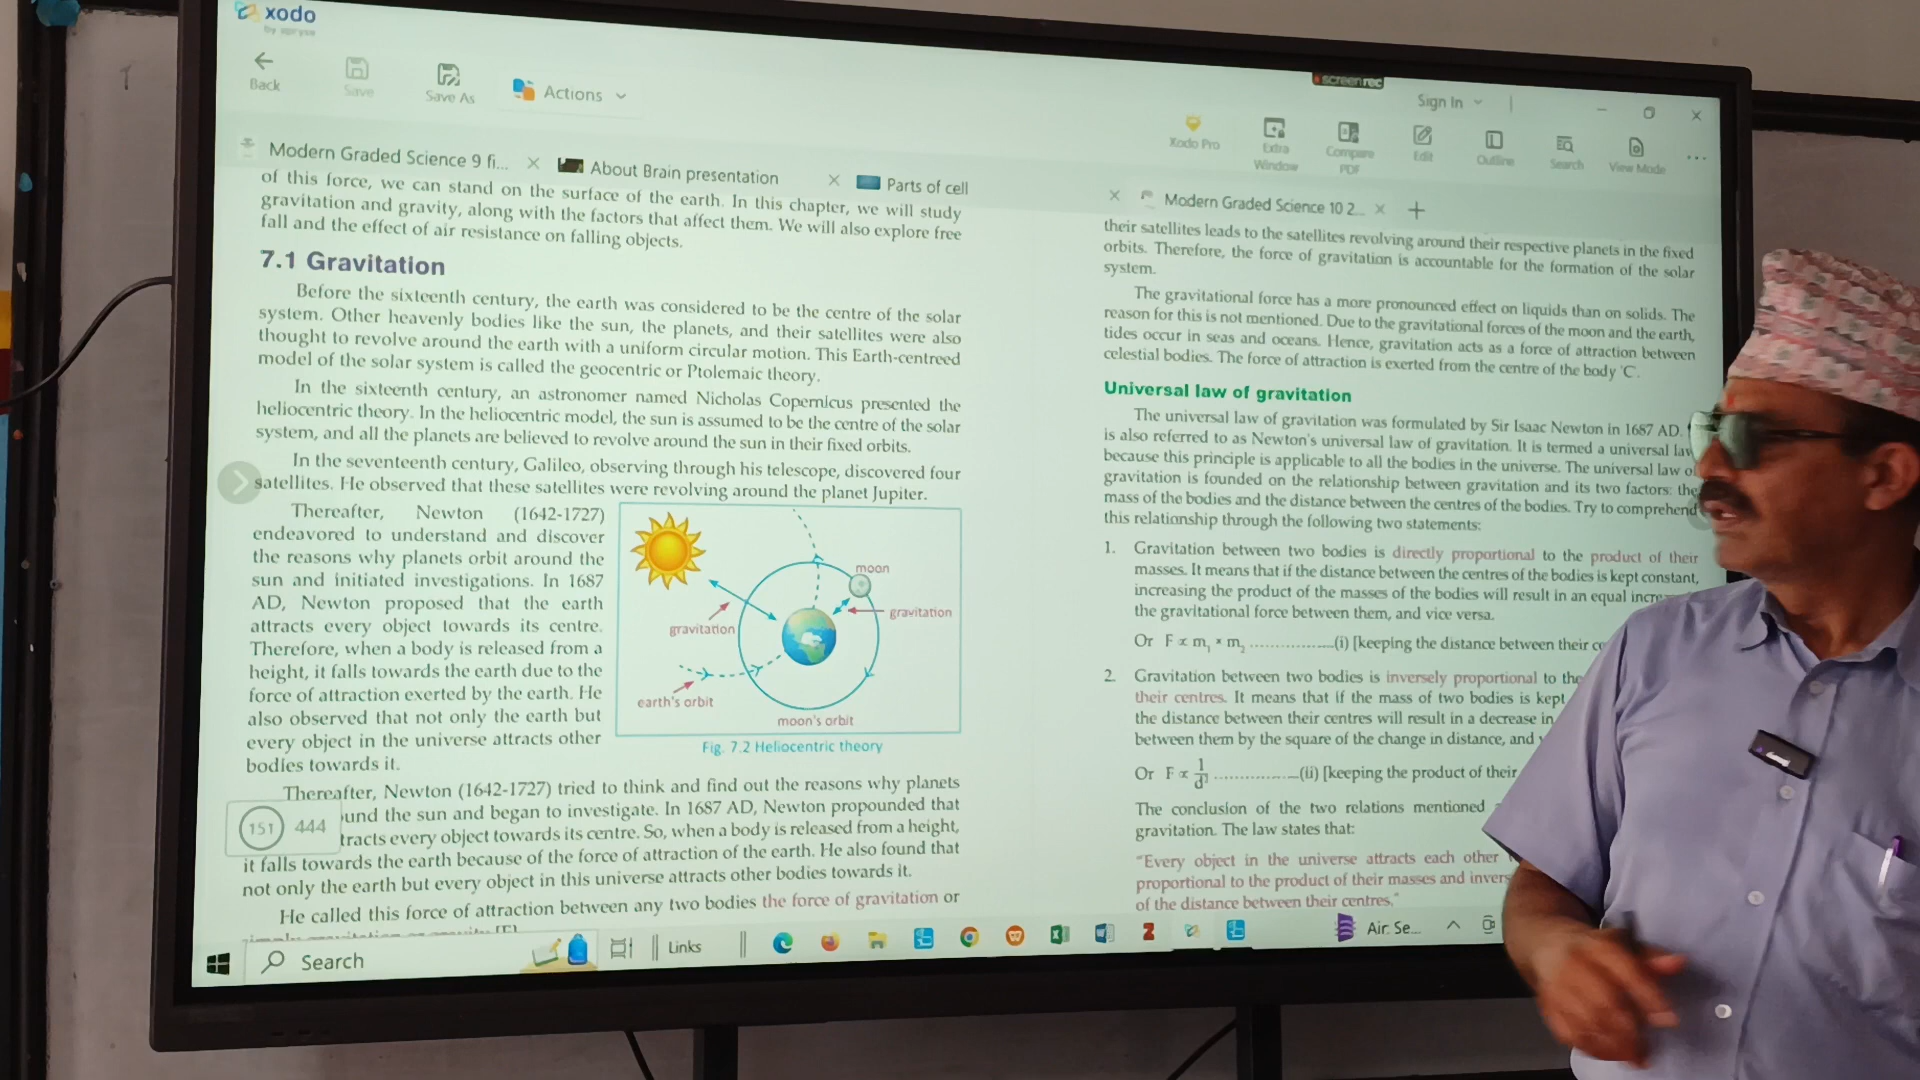 xodo
by apryse
Back
Save
Save As
Actions
screenrec
Sign In
Xodo Pro
Extra Window
Compare PDF
Edit
Outline
Search
View Mode
Modern Graded Science 9 fi...
About Brain presentation
Parts of cell
Modern Graded Science 10 2...
of this force, we can stand on the surface of the earth. In this chapter, we will study
gravitation and gravity, along with the factors that affect them. We will also explore free
fall and the effect of air resistance on falling objects.
7.1 Gravitation
Before the sixteenth century, the earth was considered to be the centre of the solar
system. Other heavenly bodies like the sun, the planets, and their satellites were also
thought to revolve around the earth with a uniform circular motion. This Earth-centreed
model of the solar system is called the geocentric or Ptolemaic theory.
In the sixteenth century, an astronomer named Nicholas Copernicus presented the
heliocentric theory. In the heliocentric model, the sun is assumed to be the centre of the solar
system, and all the planets are believed to revolve around the sun in their fixed orbits.
In the seventeenth century, Galileo, observing through his telescope, discovered four
satellites. He observed that these satellites were revolving around the planet Jupiter.
Thereafter, Newton (1642-1727)
endeavored to understand and discover
the reasons why planets orbit around the
sun and initiated investigations. In 1687
AD, Newton proposed that the earth
attracts every object towards its centre.
Therefore, when a body is released from a
height, it falls towards the earth due to the
force of attraction exerted by the earth. He
also observed that not only the earth but
every object in the universe attracts other
bodies towards it.
moon
gravitation
gravitation
earth's orbit
moon's orbit
Fig. 7.2 Heliocentric theory
Thereafter, Newton (1642-1727) tried to think and find out the reasons why planets
und the sun and began to investigate. In 1687 AD, Newton propounded that
tracts every object towards its centre. So, when a body is released from a height,
it falls towards the earth because of the force of attraction of the earth. He also found that
not only the earth but every object in this universe attracts other bodies towards it.
He called this force of attraction between any two bodies the force of gravitation or
151 444
their satellites leads to the satellites revolving around their respective planets in the fixed
orbits. Therefore, the force of gravitation is accountable for the formation of the solar
system.
The gravitational force has a more pronounced effect on liquids than on solids. The
reason for this is not mentioned. Due to the gravitational forces of the moon and the earth,
tides occur in seas and oceans. Hence, gravitation acts as a force of attraction between
celestial bodies. The force of attraction is exerted from the centre of the body 'C'.
Universal law of gravitation
The universal law of gravitation was formulated by Sir Isaac Newton in 1687 AD.
is also referred to as Newton's universal law of gravitation. It is termed a universal law
because this principle is applicable to all the bodies in the universe. The universal law of
gravitation is founded on the relationship between gravitation and its two factors: the
mass of the bodies and the distance between the centres of the bodies. Try to comprehend
this relationship through the following two statements:
1. Gravitation between two bodies is directly proportional to the product of their
masses. It means that if the distance between the centres of the bodies is kept constant,
increasing the product of the masses of the bodies will result in an equal incre
the gravitational force between them, and vice versa.
Or F ∝ m₁ × m₂ ................(i) [keeping the distance between their ce
2. Gravitation between two bodies is inversely proportional to the
their centres. It means that if the mass of two bodies is kept
the distance between their centres will result in a decrease in
between them by the square of the change in distance, and
Or F ∝ 1/d² ................(ii) [keeping the product of their
The conclusion of the two relations mentioned
gravitation. The law states that:
"Every object in the universe attracts each other
proportional to the product of their masses and invers
of the distance between their centres."
Search
Links
Air: Se...